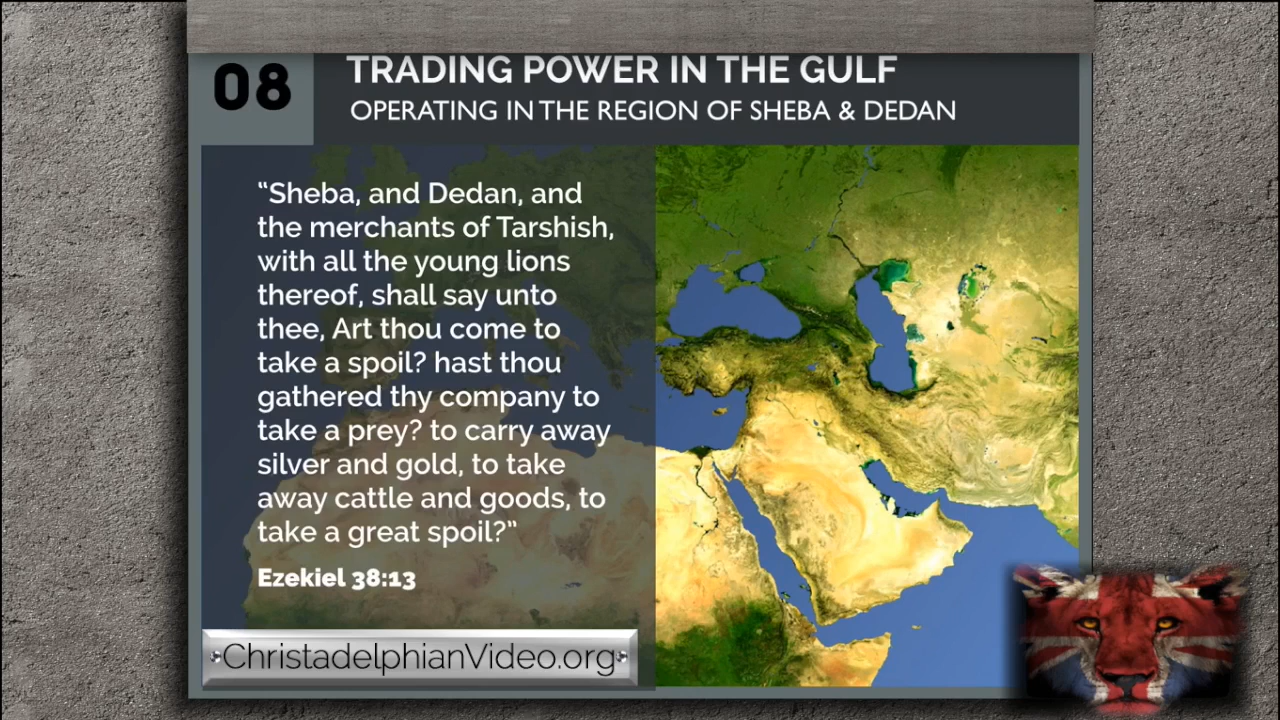 08
TRADING POWER IN THE GULF
OPERATING IN THE REGION OF SHEBA & DEDAN
“Sheba, and Dedan, and
the merchants of Tarshish,
with all the young lions
thereof, shall say unto
thee, Art thou come to
take a spoil? hast thou
gathered thy company to
take a prey? to carry away
silver and gold, to take
away cattle and goods, to
take a great spoil?”
Ezekiel 38:13
ChristadelphianVideo.org